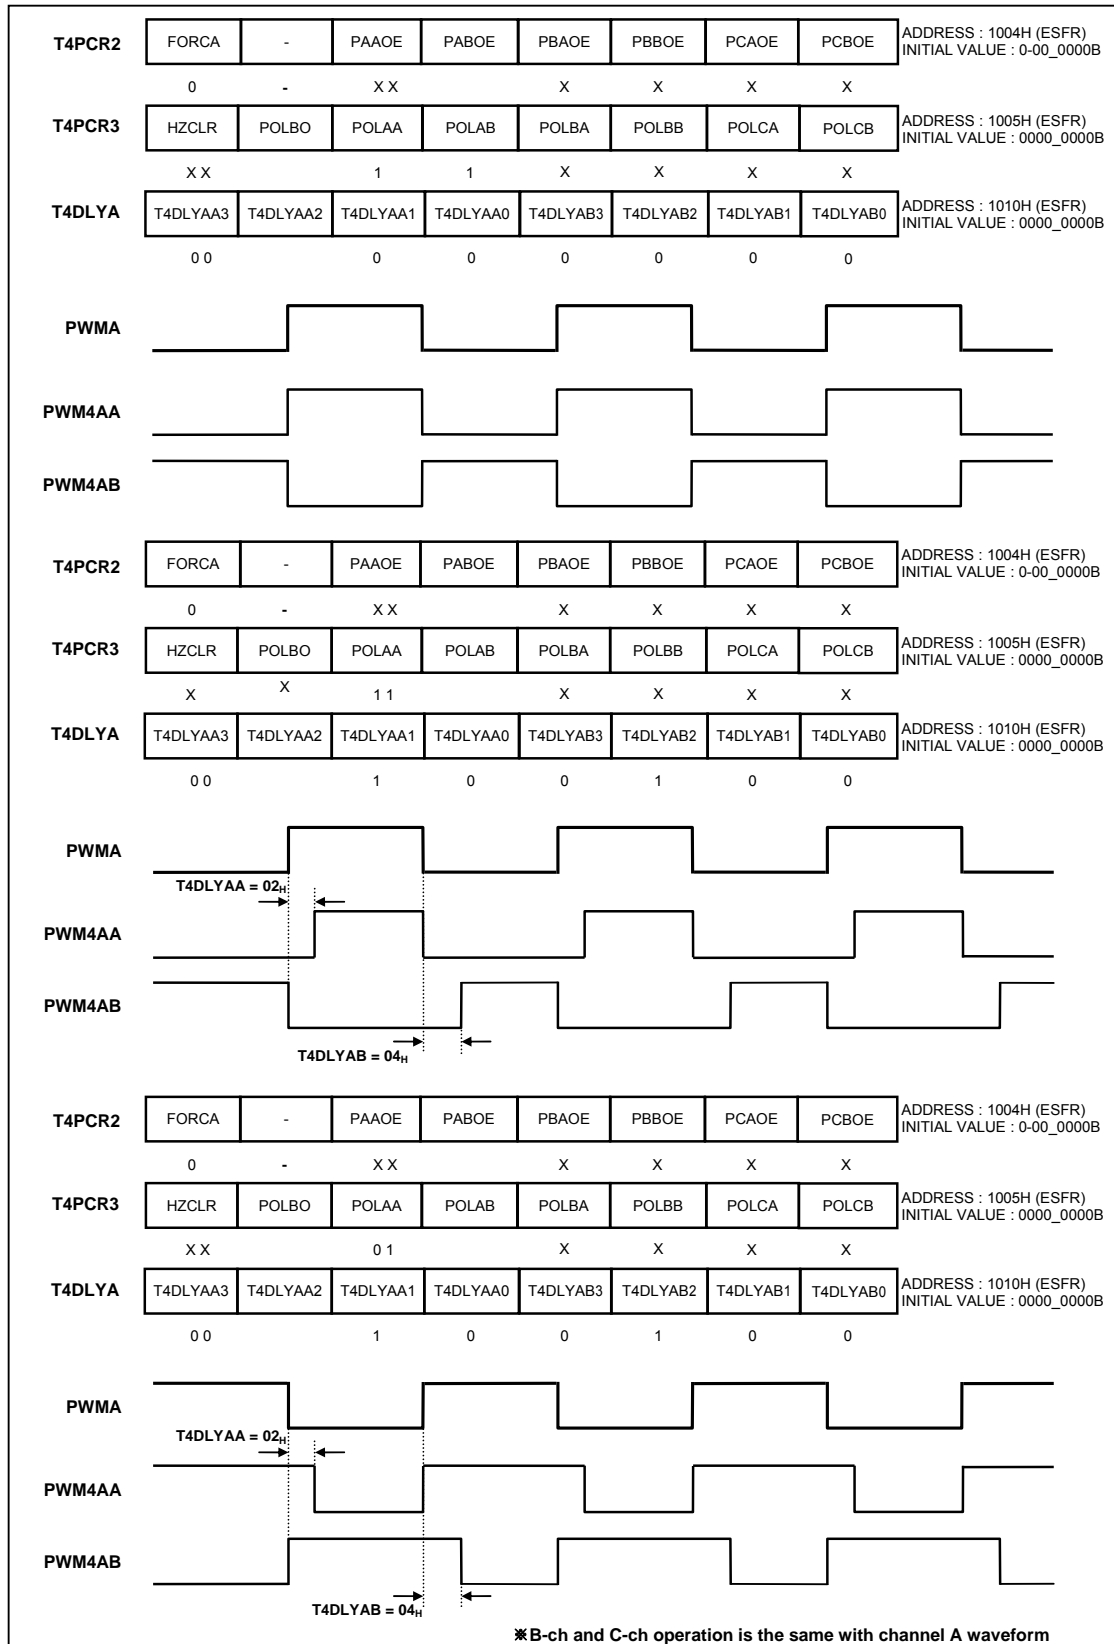 T4PCR2 FORCA - PAAOE PABOE PBAOE PBBOE PCAOE PCBOE ADDRESS : 1004H (ESFR)
INITIAL VALUE : 0-00_0000B
0 - X X X X X X
T4PCR3 HZCLR POLBO POLAA POLAB POLBA POLBB POLCA POLCB ADDRESS : 1005H (ESFR)
INITIAL VALUE : 0000_0000B
X X 1 1 X X X X
T4DLYA T4DLYAA3 T4DLYAA2 T4DLYAA1 T4DLYAA0 T4DLYAB3 T4DLYAB2 T4DLYAB1 T4DLYAB0 ADDRESS : 1010H (ESFR)
INITIAL VALUE : 0000_0000B
0 0 0 0 0 0 0 0
PWMA
PWM4AA
PWM4AB
T4PCR2 FORCA - PAAOE PABOE PBAOE PBBOE PCAOE PCBOE ADDRESS : 1004H (ESFR)
INITIAL VALUE : 0-00_0000B
0 - X X X X X X
T4PCR3 HZCLR POLBO POLAA POLAB POLBA POLBB POLCA POLCB ADDRESS : 1005H (ESFR)
INITIAL VALUE : 0000_0000B
X X 1 1 X X X X
T4DLYA T4DLYAA3 T4DLYAA2 T4DLYAA1 T4DLYAA0 T4DLYAB3 T4DLYAB2 T4DLYAB1 T4DLYAB0 ADDRESS : 1010H (ESFR)
INITIAL VALUE : 0000_0000B
0 0 1 0 0 1 0 0
PWMA
T4DLYAA = 02H
PWM4AA
PWM4AB
T4DLYAB = 04H
T4PCR2 FORCA - PAAOE PABOE PBAOE PBBOE PCAOE PCBOE ADDRESS : 1004H (ESFR)
INITIAL VALUE : 0-00_0000B
0 - X X X X X X
T4PCR3 HZCLR POLBO POLAA POLAB POLBA POLBB POLCA POLCB ADDRESS : 1005H (ESFR)
INITIAL VALUE : 0000_0000B
X X 0 1 X X X X
T4DLYA T4DLYAA3 T4DLYAA2 T4DLYAA1 T4DLYAA0 T4DLYAB3 T4DLYAB2 T4DLYAB1 T4DLYAB0 ADDRESS : 1010H (ESFR)
INITIAL VALUE : 0000_0000B
0 0 1 0 0 1 0 0
PWMA
T4DLYAA = 02H
PWM4AA
PWM4AB
T4DLYAB = 04H
※B-ch and C-ch operation is the same with channel A waveform